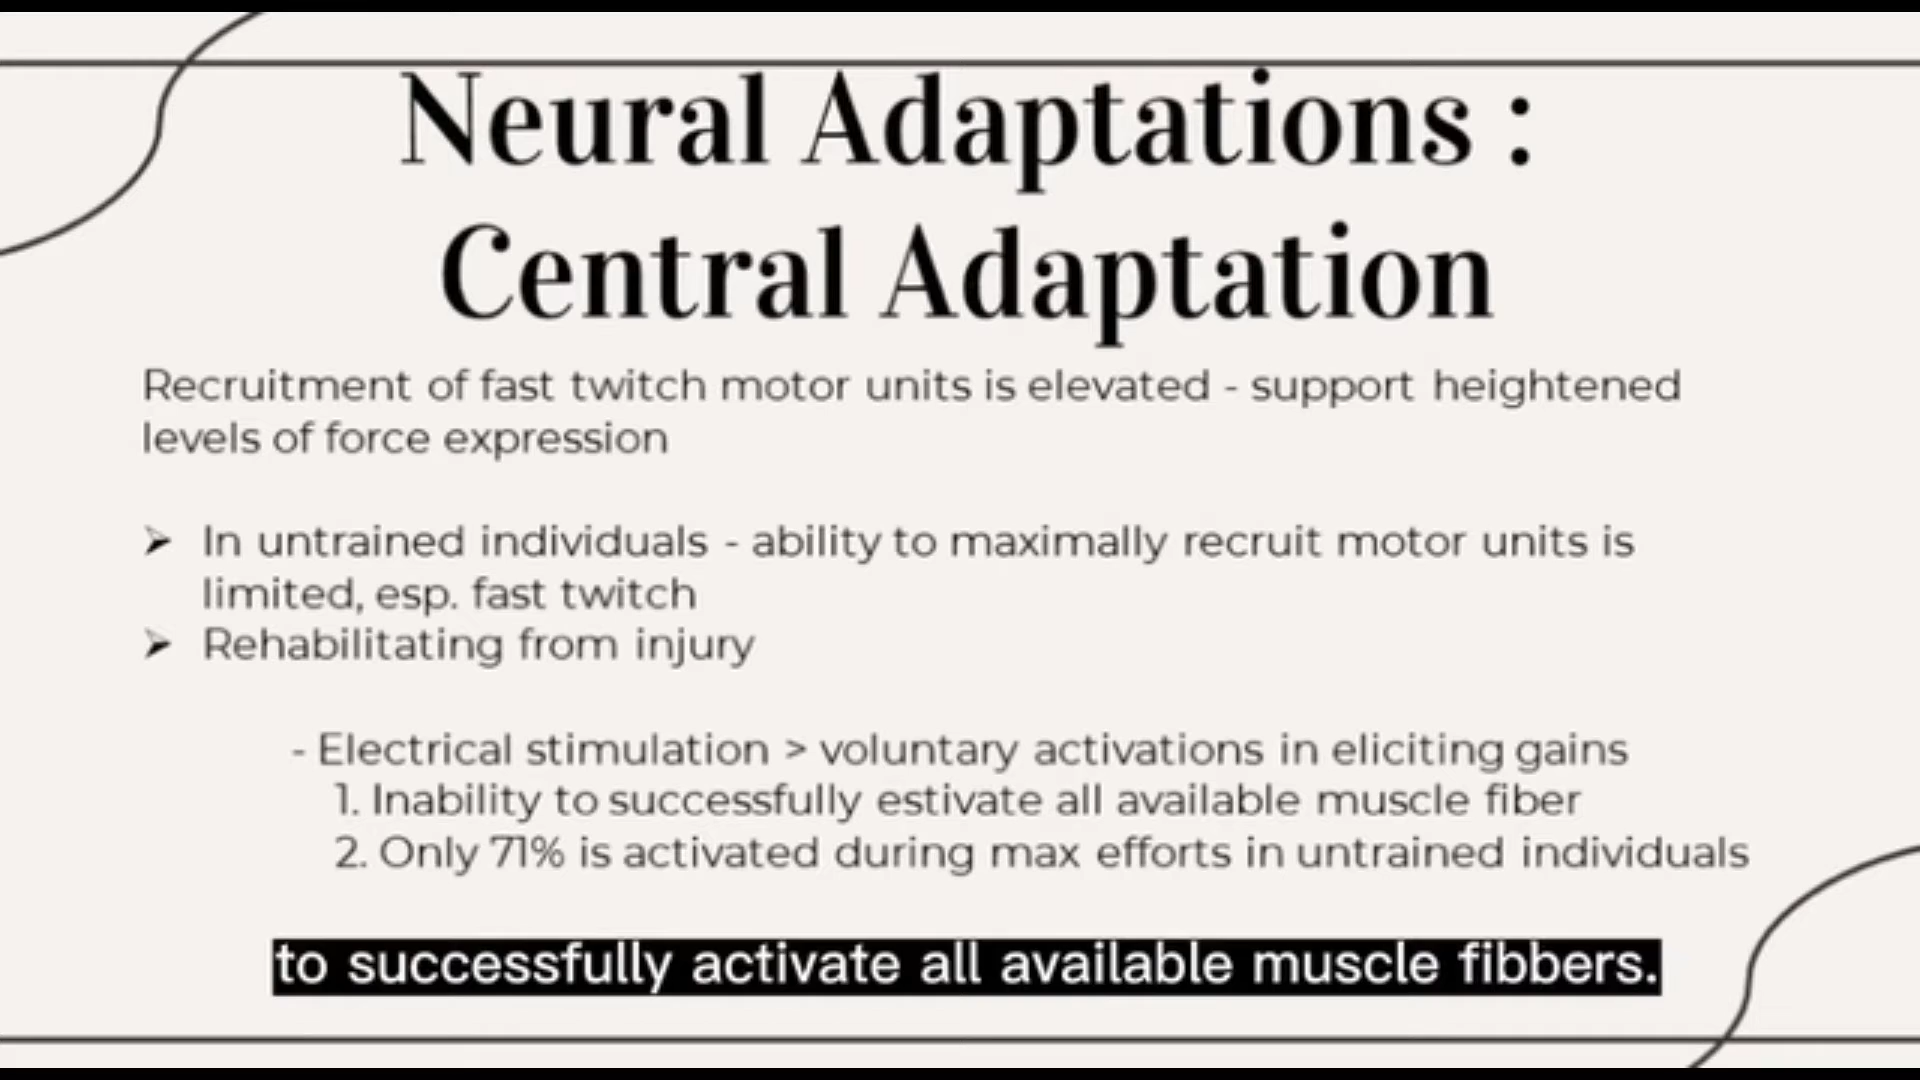 Neural Adaptations :
Central Adaptation
Recruitment of fast twitch motor units is elevated - support heightened
levels of force expression
➢ In untrained individuals - ability to maximally recruit motor units is
limited, esp. fast twitch
➢ Rehabilitating from injury
- Electrical stimulation > voluntary activations in eliciting gains
1. Inability to successfully estivate all available muscle fiber
2. Only 71% is activated during max efforts in untrained individuals
to successfully activate all available muscle fibbers.